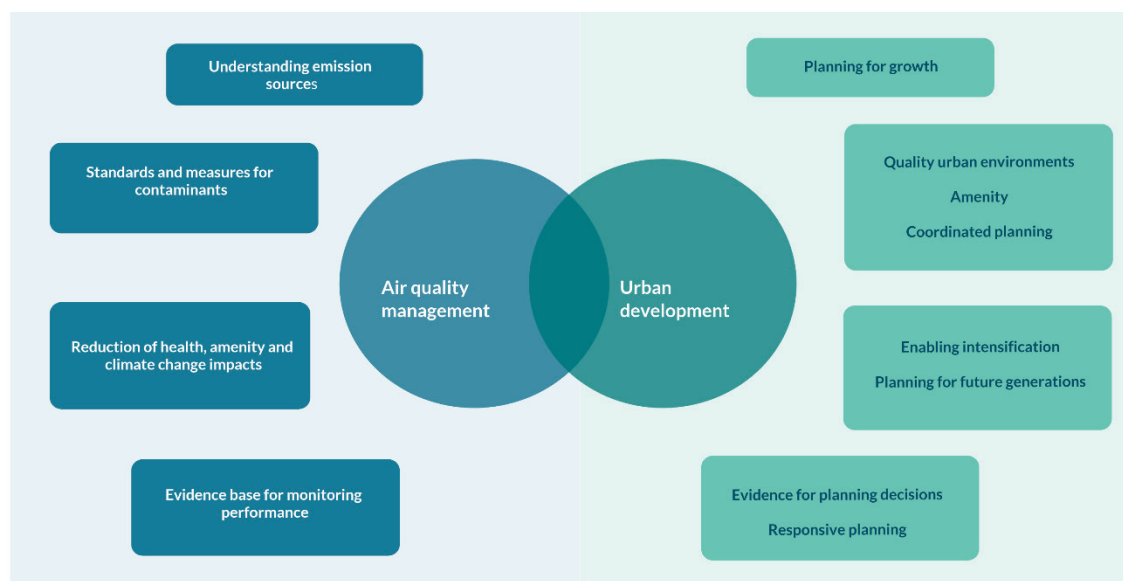 Understanding emission
sources
Standards and measures for
contaminants
Reduction of health, amenity and
climate change impacts
Evidence base for monitoring
performance
Air quality
management
Urban
development
Planning for growth
Quality urban environments
Amenity
Coordinated planning
Enabling intensification
Planning for future generations
Evidence for planning decisions
Responsive planning